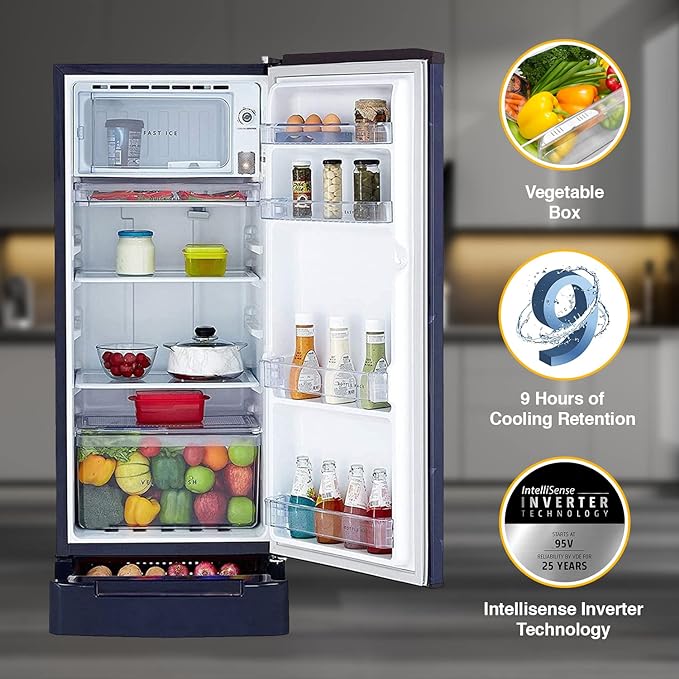 FAST ICE
Vegetable
Box
9
9 Hours of
Cooling Retention
IntelliSense
INVERTER
TECHNOLOGY
STARTS AT
95V
RELIABILITY BY VDE FOR
25 YEARS
Intellisense Inverter
Technology